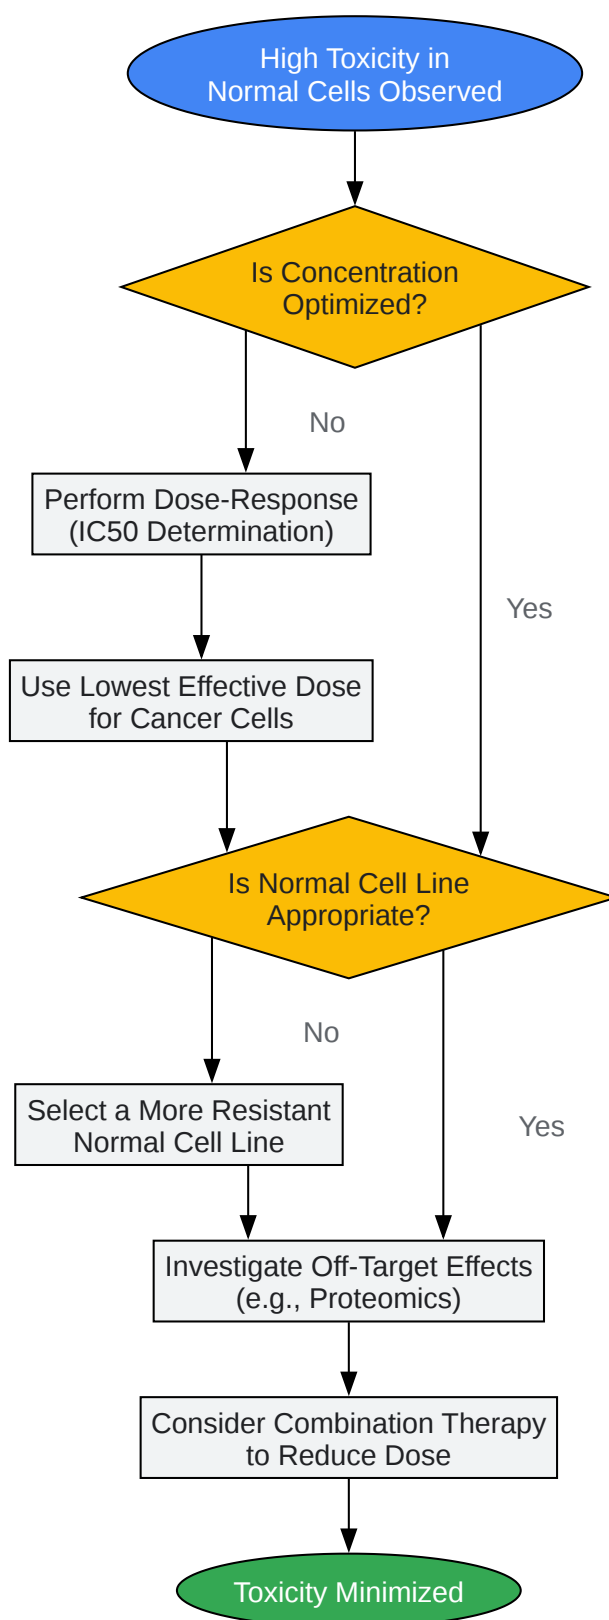 High Toxicity in
Normal Cells Observed
Is Concentration
Optimized?
No
Perform Dose-Response
(IC50 Determination)
Yes
Use Lowest Effective Dose
for Cancer Cells
Is Normal Cell Line
Appropriate?
No
Select a More Resistant
Normal Cell Line
Yes
Investigate Off-Target Effects
(e.g., Proteomics)
Consider Combination Therapy
to Reduce Dose
Toxicity Minimized